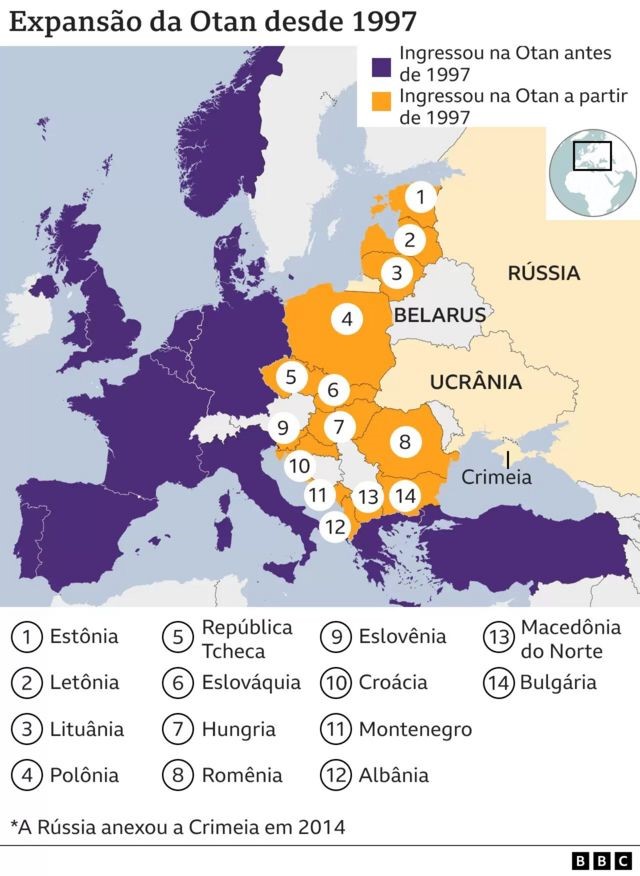 Expansão da Otan desde 1997
Ingressou na Otan antes
de 1997
Ingressou na Otan a partir
de 1997
1
2
3
RÚSSIA
4
BELARUS
5
6
UCRÂNIA
7
8
9
10
Crimeia
11
13
14
12
1 Estônia
2 Letônia
3 Lituânia
4 Polônia
5 República
Tcheca
6 Eslováquia
7 Hungria
8 Romênia
9 Eslovênia
10 Croácia
11 Montenegro
12 Albânia
13 Macedônia
do Norte
14 Bulgária
*A Rússia anexou a Crimeia em 2014
BBC